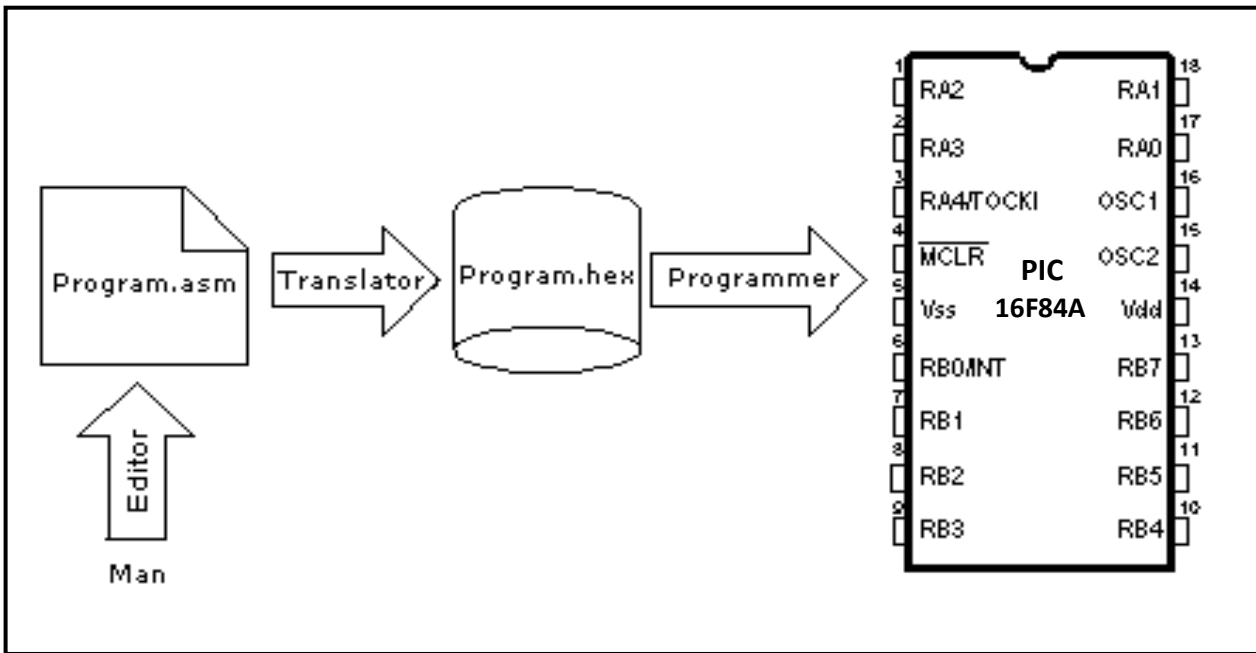 Program.asm
Translator
Program.hex
Programmer
Editor
Man
1
RA2
RA1
18
2
RA3
RA0
17
3
RA4/TOCKI
OSC1
16
4
MCLR
OSC2
15
PIC
16F84A
5
Vss
Vdd
14
6
RB0/INT
RB7
13
7
RB1
RB6
12
8
RB2
RB5
11
9
RB3
RB4
10